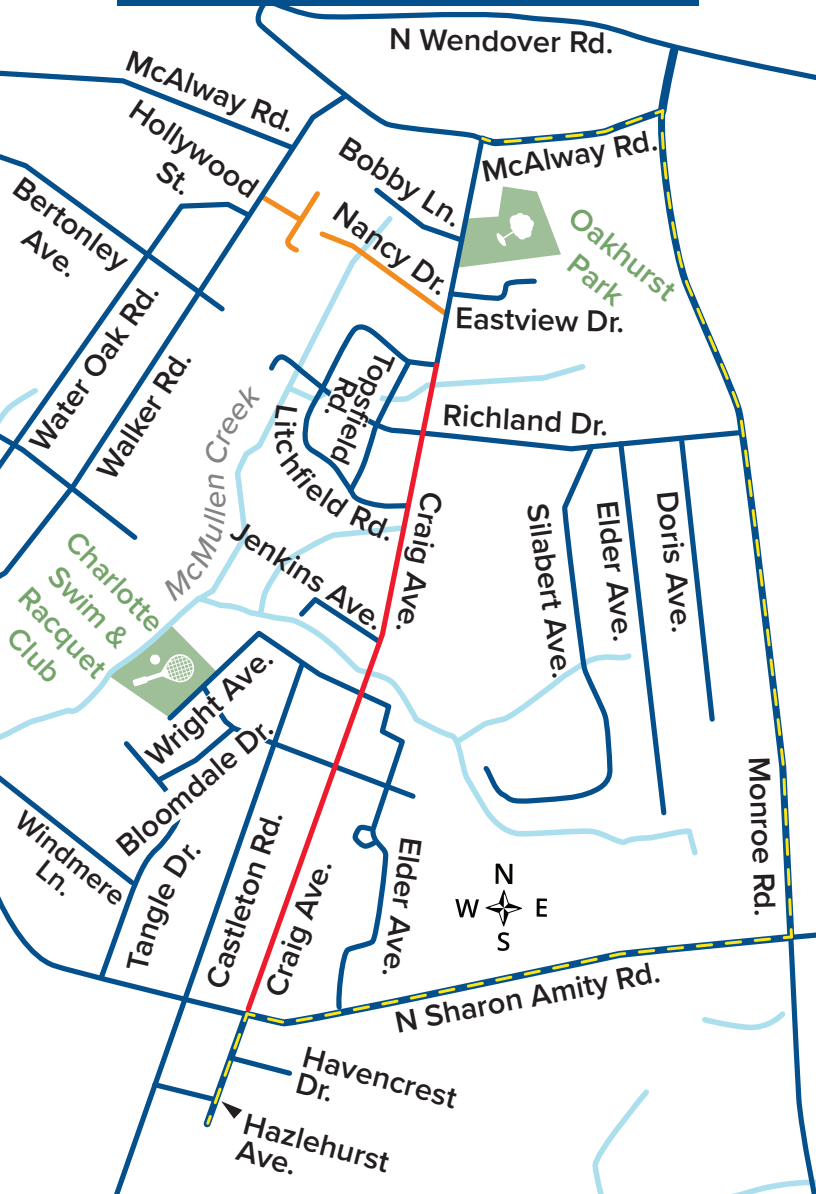 N Wendover Rd.
McAlway Rd.
Hollywood
St.
Bobby Ln.
McAlway Rd.
Bertonley
Ave.
Nancy Dr.
Oakhurst
Park
Eastview Dr.
Water Oak Rd.
Walker Rd.
Topsfield
Rd.
McMullen Creek
Litchfield Rd.
Richland Dr.
Craig Ave.
Silabert Ave.
Elder Ave.
Doris Ave.
Jenkins Ave.
Charlotte
Swim &
Racquet
Club
Wright Ave.
Bloomdale Dr.
Windmere
Ln.
Tangle Dr.
Castleton Rd.
Craig Ave.
Elder Ave.
Monroe Rd.
N
W E
S
N Sharon Amity Rd.
Havencrest
Dr.
Hazlehurst
Ave.